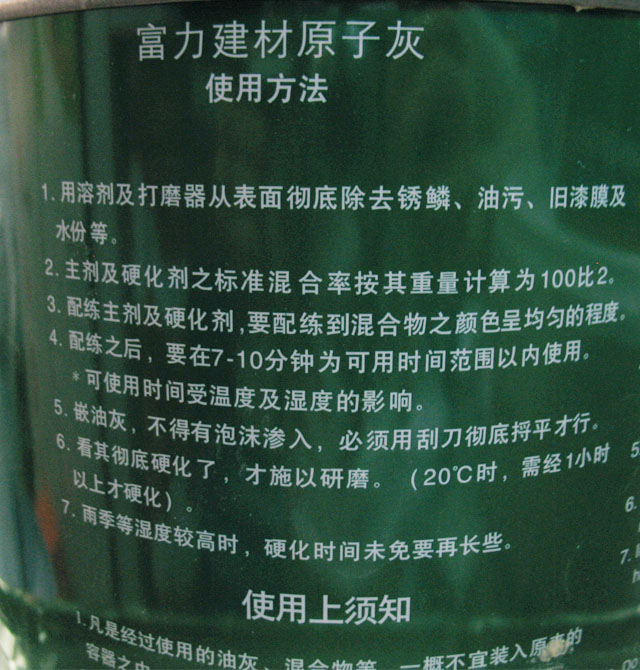 富力建材原子灰
使用方法
1. 用溶剂及打磨器从表面彻底除去锈鳞、油污、旧漆膜及
水份等。
2. 主剂及硬化剂之标准混合率按其重量计算为100比2。
3. 配练主剂及硬化剂,要配练到混合物之颜色呈均匀的程度。
4. 配练之后，要在7-10分钟为可用时间范围以内使用。
*可使用时间受温度及湿度的影响。
5. 嵌油灰，不得有泡沫渗入，必须用刮刀彻底捋平才行。
6. 看其彻底硬化了，才施以研磨。（20℃时，需经1小时
以上才硬化）。
7. 雨季等湿度较高时，硬化时间未免要再长些。
使用上须知
1. 凡是经过使用的油灰、混合物等，一概不宜装入原来的
容器之内
5.
6.
7.